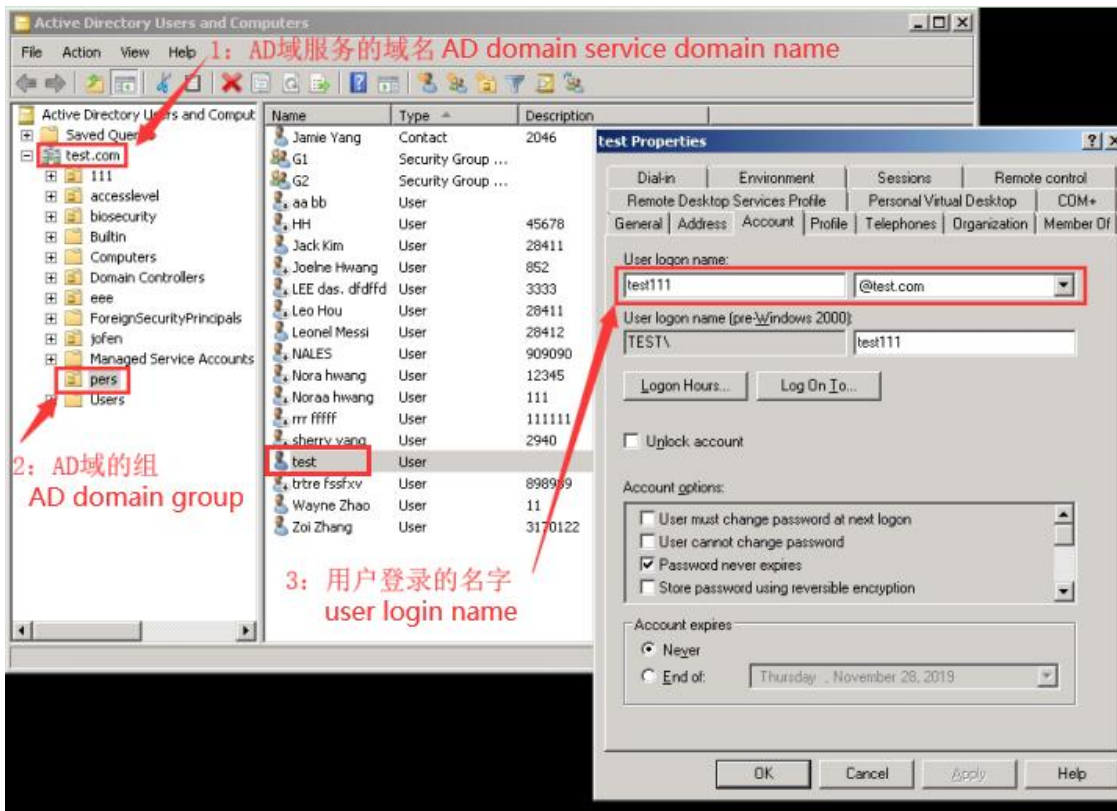 Active Directory Users and Computers
File Action View Help
1: AD域服务的域名 AD domain service domain name
Active Directory Users and Comput
Saved Queries
test.com
111
accesslevel
biosecurity
Builtin
Computers
Domain Controllers
eee
ForeignSecurityPrincipals
jofen
Managed Service Accounts
pers
Users
2: AD域的组
AD domain group
Name Type Description
Jamie Yang Contact 2046
G1 Security Group ...
G2 Security Group ...
aa bb User
HH User 45678
Jack Kim User 28411
Joelne Hwang User 852
LEE das. dfdffd User 3333
Leo Hou User 28411
Leonel Messi User 28412
NALES User 909090
Nora hwang User 12345
Noraa hwang User 111
rrr fffff User 111111
sherry yang User 2940
test User
trtre fssfxv User 898989
Wayne Zhao User 11
Zoi Zhang User 3170122
3: 用户登录的名字
user login name
test Properties
Dial-in Environment Sessions Remote control
Remote Desktop Services Profile Personal Virtual Desktop COM+
General Address Account Profile Telephones Organization Member Of
User logon name:
test111 @test.com
User logon name (pre-Windows 2000):
TEST\ test111
Logon Hours... Log On To...
Unlock account
Account options:
User must change password at next logon
User cannot change password
Password never expires
Store password using reversible encryption
Account expires
Never
End of: Thursday , November 28, 2019
OK Cancel Apply Help